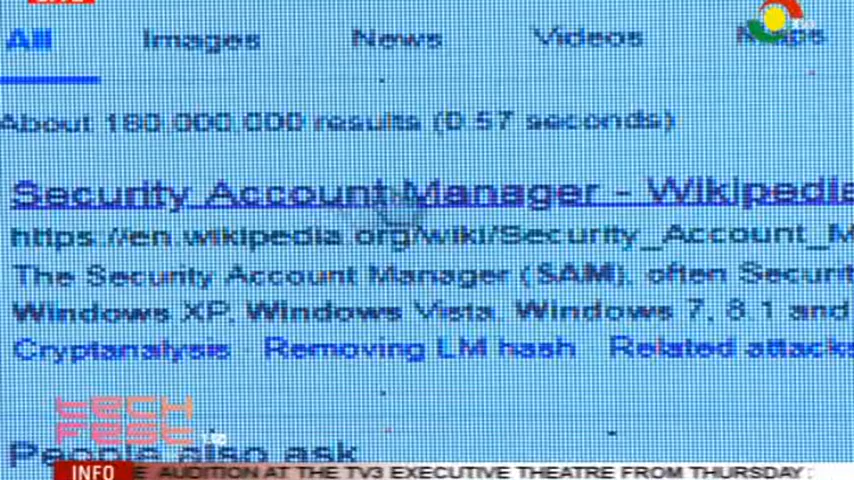 All Images News Videos Maps
About 180,000,000 results (0.57 seconds)
Security Account Manager - Wikipedia
https://en.wikipedia.org/wiki/Security_Account_M
The Security Account Manager (SAM), often Securit
Windows XP, Windows Vista, Windows 7, 8.1 and
Cryptanalysis · Removing LM hash · Related attacks
tech
fest
People also ask
INFO E AUDITION AT THE TV3 EXECUTIVE THEATRE FROM THURSDAY: